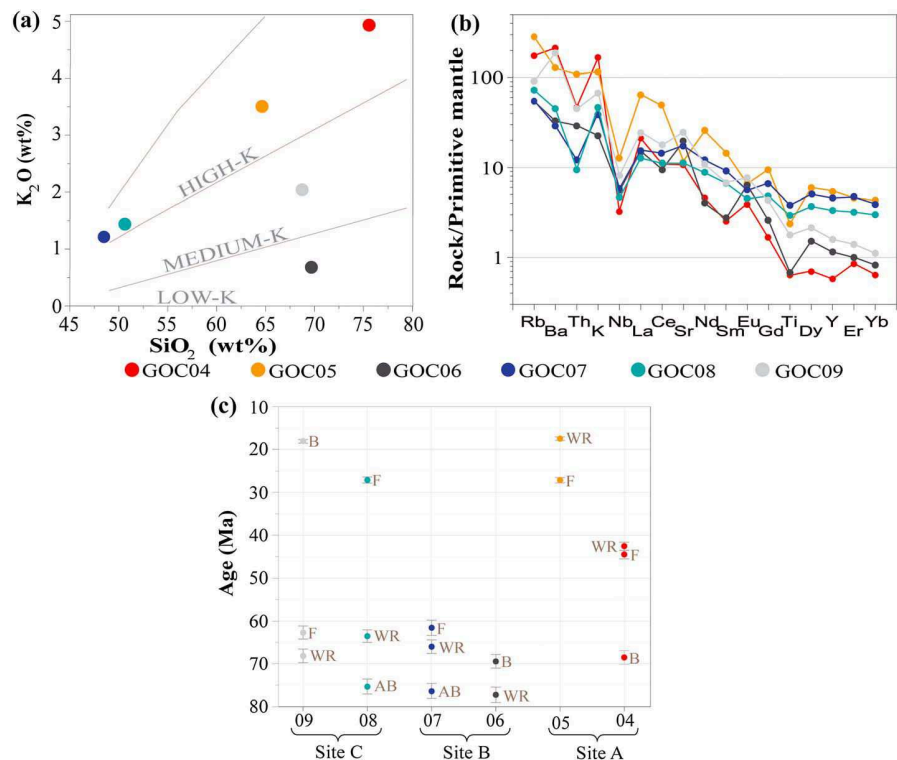 (a)
K2O (wt%)
5
4
3
2
1
0
HIGH-K
MEDIUM-K
LOW-K
45 50 55 60 65 70 75 80
SiO2 (wt%)
(b)
Rock/Primitive mantle
100
10
1
Rb Ba Th K Nb La Ce Sr Nd Sm Eu Gd Ti Dy Y Er Yb
GOC04 GOC05 GOC06 GOC07 GOC08 GOC09
(c)
Age (Ma)
10
20
B WR
30
F F
40
WR
F
50
60
F WR F
WR WR B B
70
AB AB WR
80
09 08 07 06 05 04
Site C Site B Site A